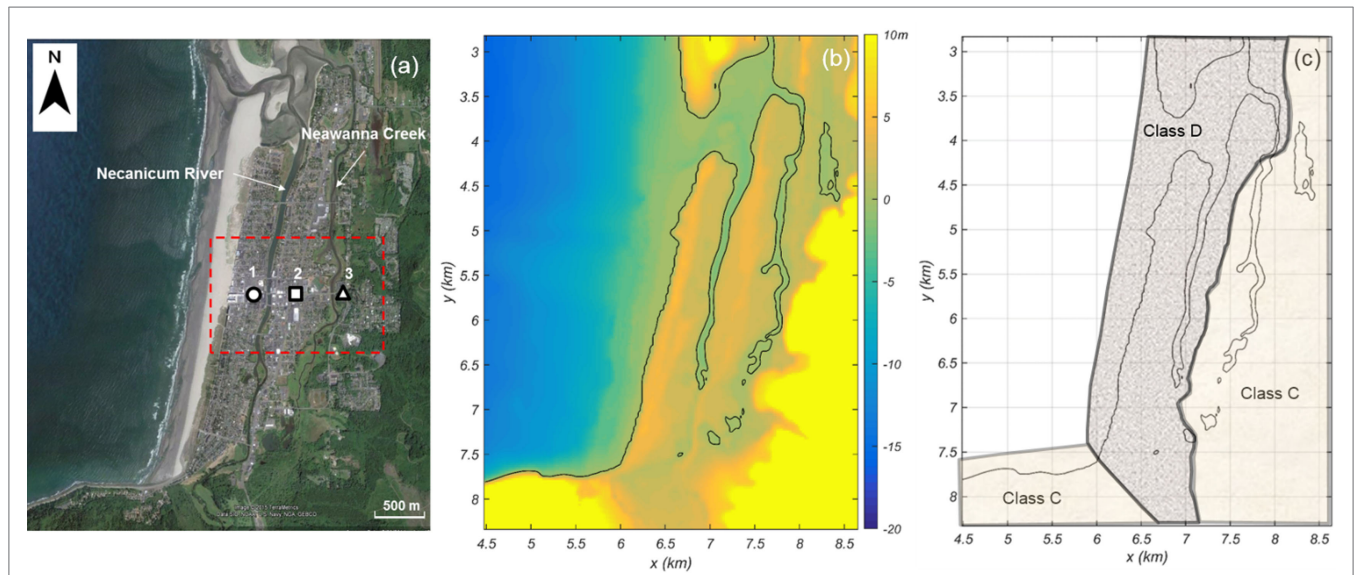 N
(a)
Neawanna Creek
Necanicum River
1
2
3
500 m
(b)
3
3.5
4
4.5
5
5.5
6
6.5
7
7.5
8
y (km)
4.5 5 5.5 6 6.5 7 7.5 8 8.5
x (km)
10m
5
0
-5
-10
-15
-20
(c)
Class D
Class C
Class C
3
3.5
4
4.5
5
5.5
6
6.5
7
7.5
8
y (km)
4.5 5 5.5 6 6.5 7 7.5 8 8.5
x (km)